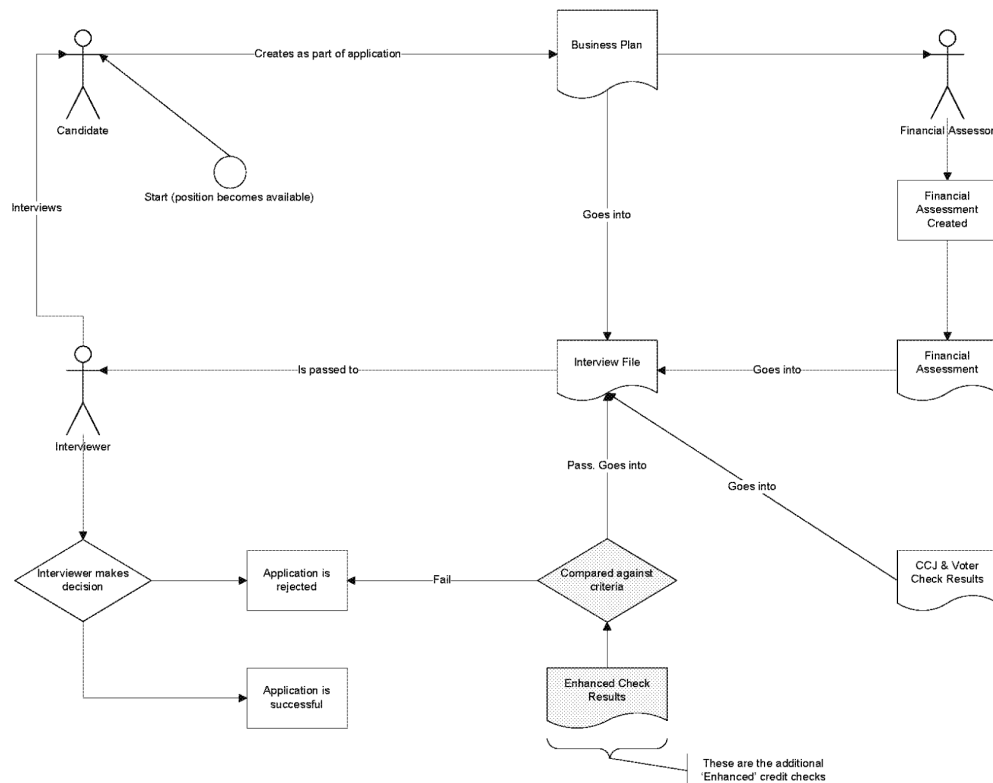 Creates as part of application
Business Plan
Candidate
Financial Assessor
Start (position becomes available)
Financial
Assessment
Created
Interviews
Goes into
Is passed to
Interview File
Goes into
Financial
Assessment
Interviewer
Pass. Goes into
Goes into
Interviewer makes
decision
Application is
rejected
Fail
Compared against
criteria
CCJ & Voter
Check Results
Application is
successful
Enhanced Check
Results
These are the additional
'Enhanced' credit checks